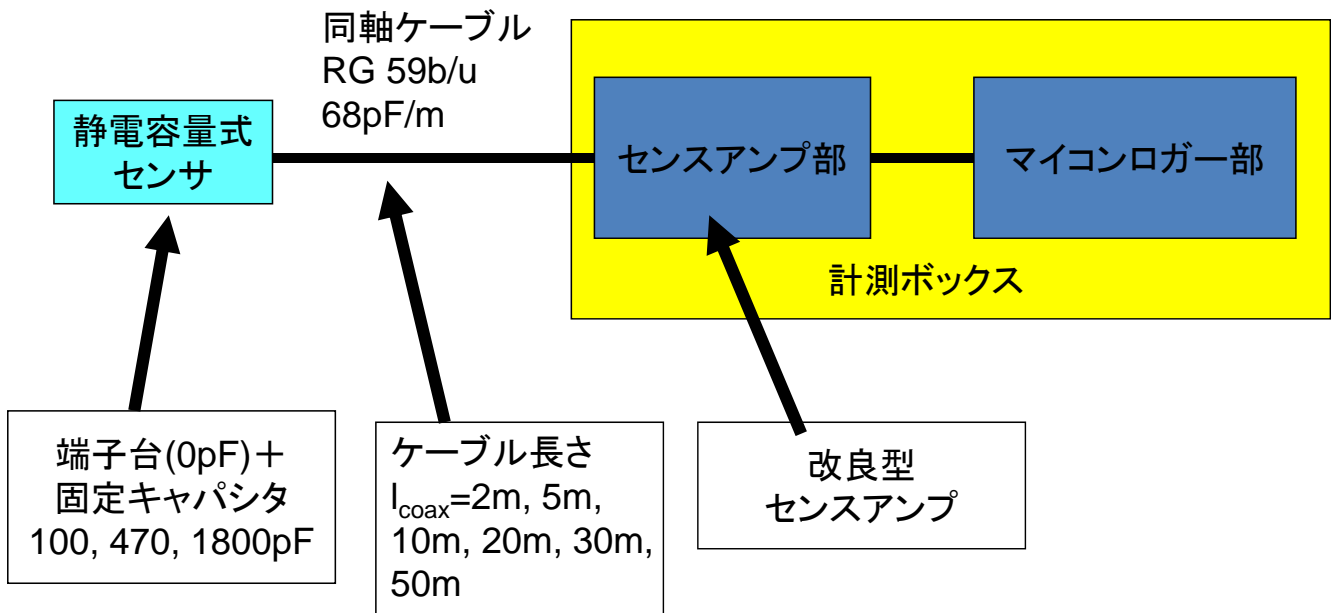 同軸ケーブル
RG 59b/u
68pF/m
静電容量式
センサ
センスアンプ部
マイコンロガー部
計測ボックス
端子台(0pF)＋
固定キャパシタ
100, 470, 1800pF
ケーブル長さ
lcoax=2m, 5m,
10m, 20m, 30m,
50m
改良型
センスアンプ